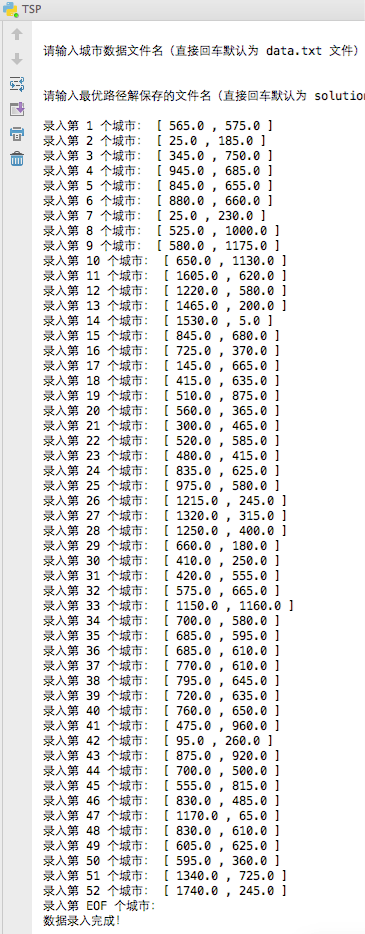 TSP
请输入城市数据文件名（直接回车默认为 data.txt 文件）
请输入最优路径解保存的文件名（直接回车默认为 solution
录入第 1 个城市： [ 565.0 , 575.0 ]
录入第 2 个城市： [ 25.0 , 185.0 ]
录入第 3 个城市： [ 345.0 , 750.0 ]
录入第 4 个城市： [ 945.0 , 685.0 ]
录入第 5 个城市： [ 845.0 , 655.0 ]
录入第 6 个城市： [ 880.0 , 660.0 ]
录入第 7 个城市： [ 25.0 , 230.0 ]
录入第 8 个城市： [ 525.0 , 1000.0 ]
录入第 9 个城市： [ 580.0 , 1175.0 ]
录入第 10 个城市： [ 650.0 , 1130.0 ]
录入第 11 个城市： [ 1605.0 , 620.0 ]
录入第 12 个城市： [ 1220.0 , 580.0 ]
录入第 13 个城市： [ 1465.0 , 200.0 ]
录入第 14 个城市： [ 1530.0 , 5.0 ]
录入第 15 个城市： [ 845.0 , 680.0 ]
录入第 16 个城市： [ 725.0 , 370.0 ]
录入第 17 个城市： [ 145.0 , 665.0 ]
录入第 18 个城市： [ 415.0 , 635.0 ]
录入第 19 个城市： [ 510.0 , 875.0 ]
录入第 20 个城市： [ 560.0 , 365.0 ]
录入第 21 个城市： [ 300.0 , 465.0 ]
录入第 22 个城市： [ 520.0 , 585.0 ]
录入第 23 个城市： [ 480.0 , 415.0 ]
录入第 24 个城市： [ 835.0 , 625.0 ]
录入第 25 个城市： [ 975.0 , 580.0 ]
录入第 26 个城市： [ 1215.0 , 245.0 ]
录入第 27 个城市： [ 1320.0 , 315.0 ]
录入第 28 个城市： [ 1250.0 , 400.0 ]
录入第 29 个城市： [ 660.0 , 180.0 ]
录入第 30 个城市： [ 410.0 , 250.0 ]
录入第 31 个城市： [ 420.0 , 555.0 ]
录入第 32 个城市： [ 575.0 , 665.0 ]
录入第 33 个城市： [ 1150.0 , 1160.0 ]
录入第 34 个城市： [ 700.0 , 580.0 ]
录入第 35 个城市： [ 685.0 , 595.0 ]
录入第 36 个城市： [ 685.0 , 610.0 ]
录入第 37 个城市： [ 770.0 , 610.0 ]
录入第 38 个城市： [ 795.0 , 645.0 ]
录入第 39 个城市： [ 720.0 , 635.0 ]
录入第 40 个城市： [ 760.0 , 650.0 ]
录入第 41 个城市： [ 475.0 , 960.0 ]
录入第 42 个城市： [ 95.0 , 260.0 ]
录入第 43 个城市： [ 875.0 , 920.0 ]
录入第 44 个城市： [ 700.0 , 500.0 ]
录入第 45 个城市： [ 555.0 , 815.0 ]
录入第 46 个城市： [ 830.0 , 485.0 ]
录入第 47 个城市： [ 1170.0 , 65.0 ]
录入第 48 个城市： [ 830.0 , 610.0 ]
录入第 49 个城市： [ 605.0 , 625.0 ]
录入第 50 个城市： [ 595.0 , 360.0 ]
录入第 51 个城市： [ 1340.0 , 725.0 ]
录入第 52 个城市： [ 1740.0 , 245.0 ]
录入第 EOF 个城市：
数据录入完成！